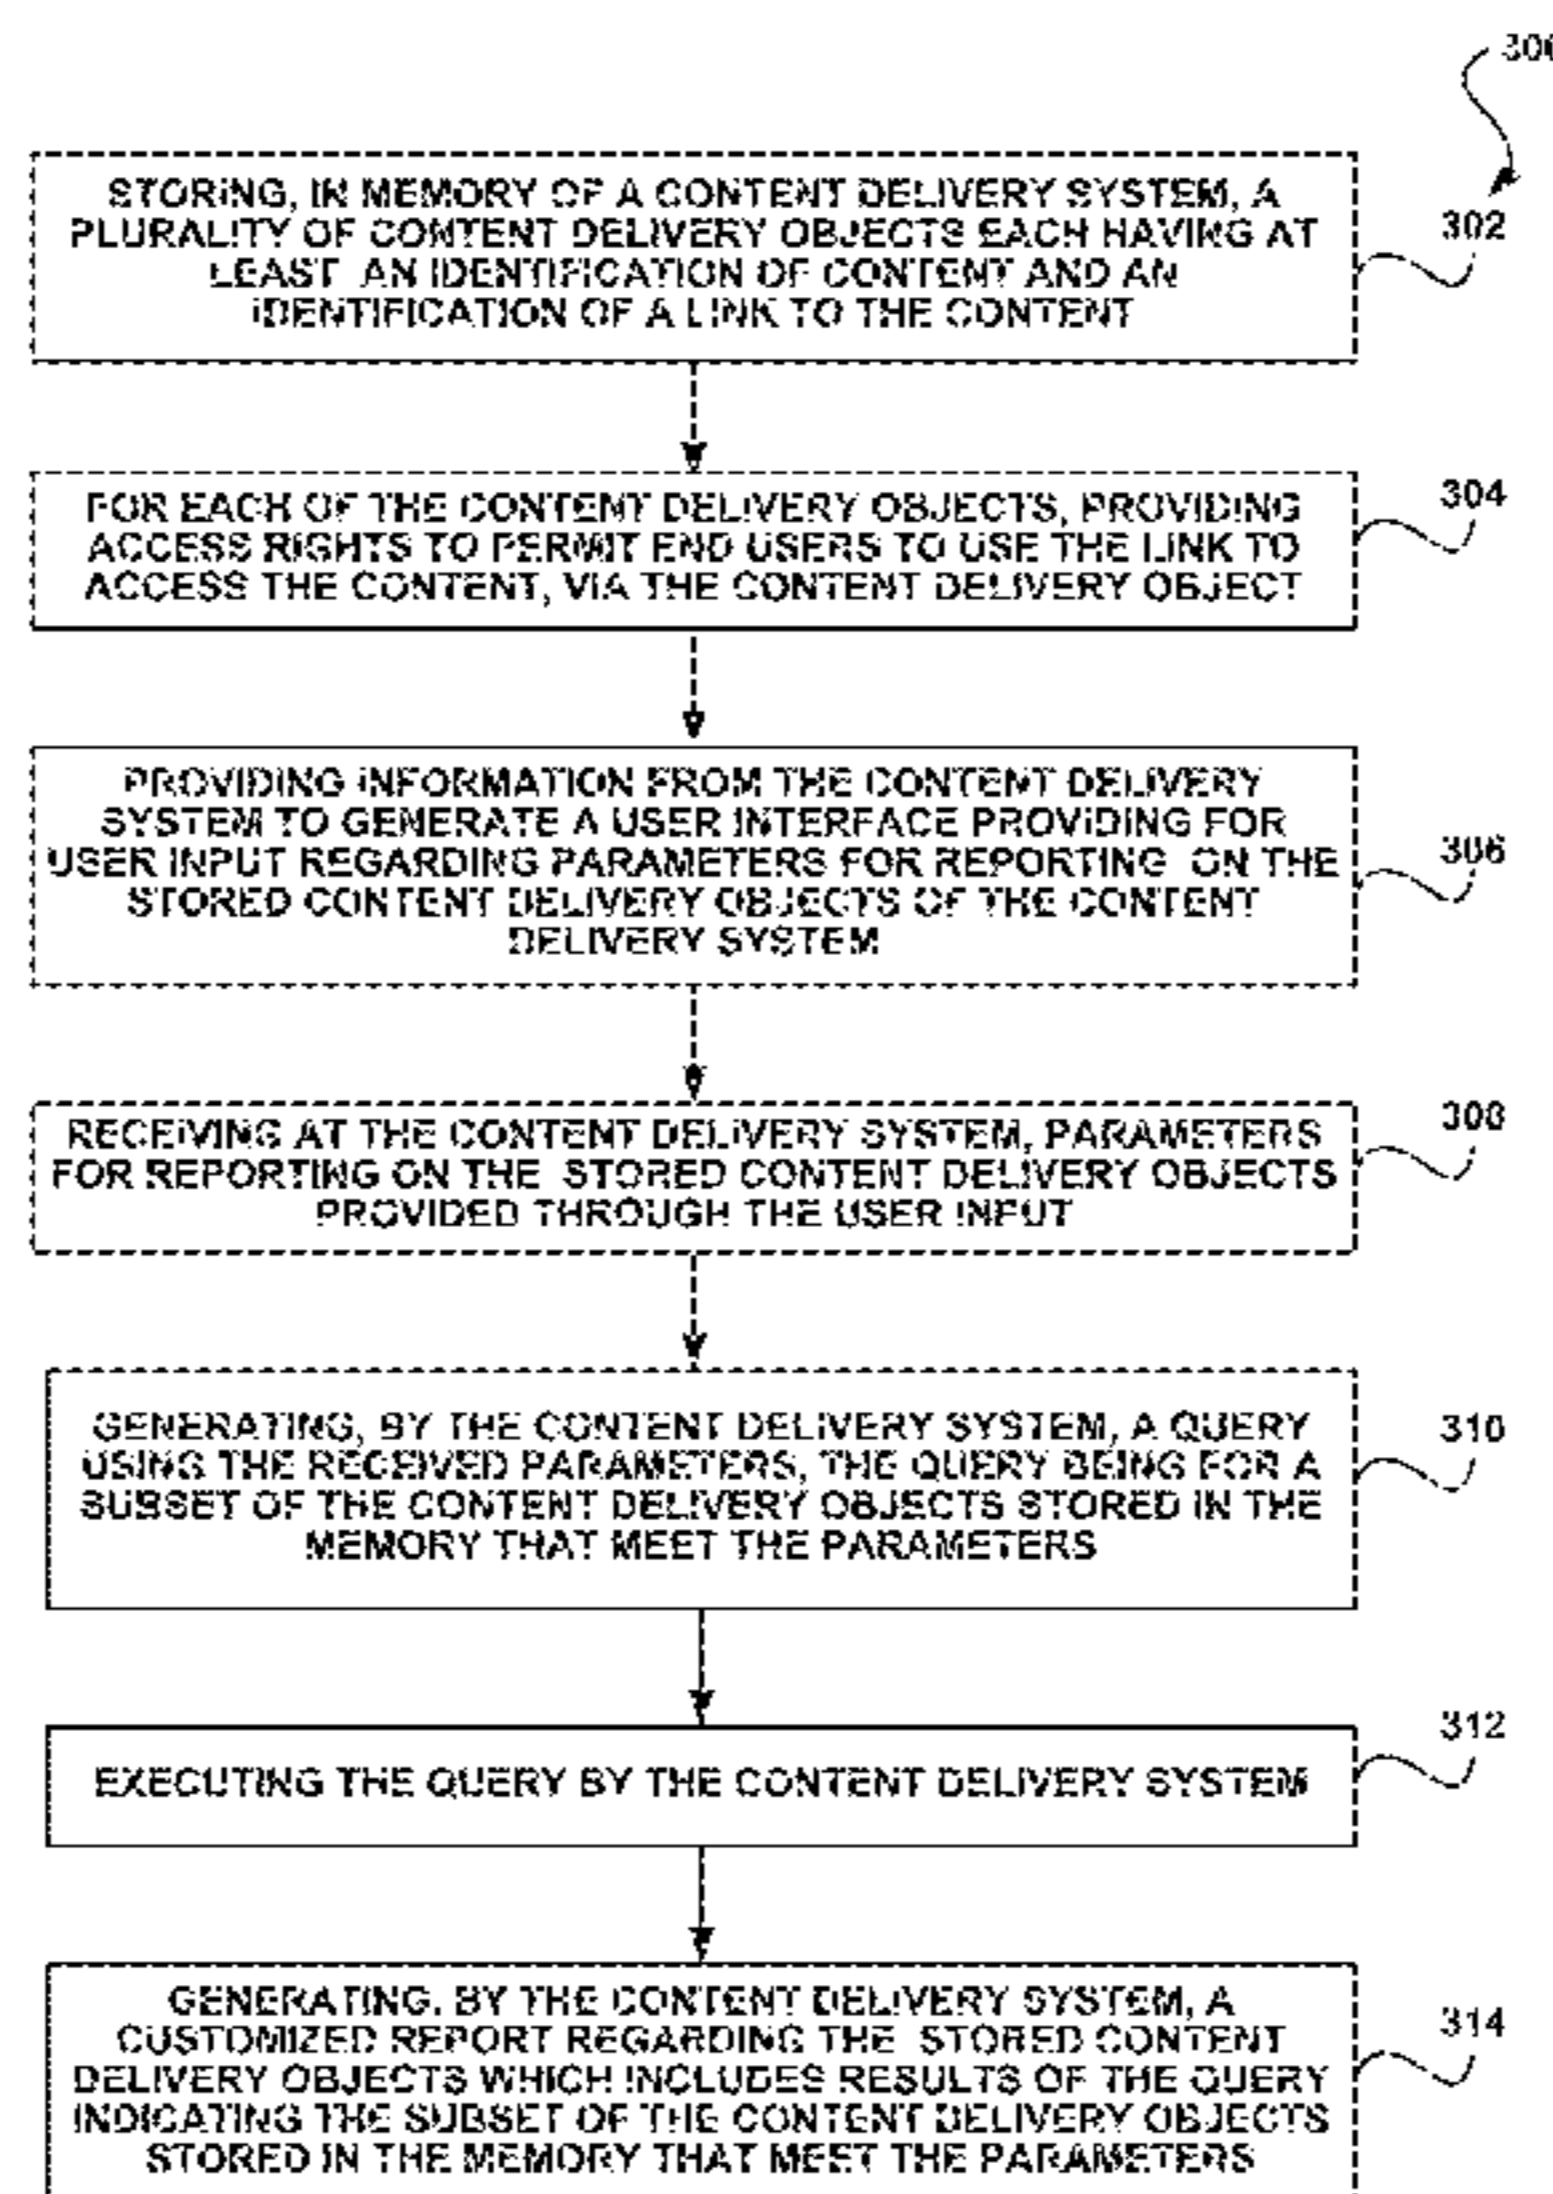 300
STORING, IN MEMORY OF A CONTENT DELIVERY SYSTEM, A
PLURALITY OF CONTENT DELIVERY OBJECTS EACH HAVING AT
LEAST AN IDENTIFICATION OF CONTENT AND AN
IDENTIFICATION OF A LINK TO THE CONTENT
302
FOR EACH OF THE CONTENT DELIVERY OBJECTS, PROVIDING
ACCESS RIGHTS TO PERMIT END USERS TO USE THE LINK TO
ACCESS THE CONTENT, VIA THE CONTENT DELIVERY OBJECT
304
PROVIDING INFORMATION FROM THE CONTENT DELIVERY
SYSTEM TO GENERATE A USER INTERFACE PROVIDING FOR
USER INPUT REGARDING PARAMETERS FOR REPORTING ON THE
STORED CONTENT DELIVERY OBJECTS OF THE CONTENT
DELIVERY SYSTEM
306
RECEIVING AT THE CONTENT DELIVERY SYSTEM, PARAMETERS
FOR REPORTING ON THE STORED CONTENT DELIVERY OBJECTS
PROVIDED THROUGH THE USER INPUT
308
GENERATING, BY THE CONTENT DELIVERY SYSTEM, A QUERY
USING THE RECEIVED PARAMETERS, THE QUERY BEING FOR A
SUBSET OF THE CONTENT DELIVERY OBJECTS STORED IN THE
MEMORY THAT MEET THE PARAMETERS
310
EXECUTING THE QUERY BY THE CONTENT DELIVERY SYSTEM
312
GENERATING, BY THE CONTENT DELIVERY SYSTEM, A
CUSTOMIZED REPORT REGARDING THE STORED CONTENT
DELIVERY OBJECTS WHICH INCLUDES RESULTS OF THE QUERY
INDICATING THE SUBSET OF THE CONTENT DELIVERY OBJECTS
STORED IN THE MEMORY THAT MEET THE PARAMETERS
314